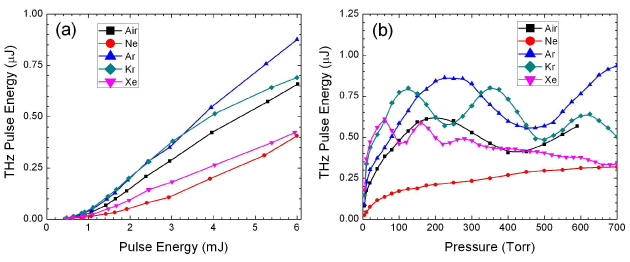 (a)
Air
Ne
Ar
Kr
Xe
1.00
0.75
0.50
0.25
0.00
THz Pulse Energy (μJ)
0 1 2 3 4 5 6
Pulse Energy (mJ)
(b)
Air
Ne
Ar
Kr
Xe
1.25
1.00
0.75
0.50
0.25
0.00
THz Pulse Energy (μJ)
0 100 200 300 400 500 600 700
Pressure (Torr)